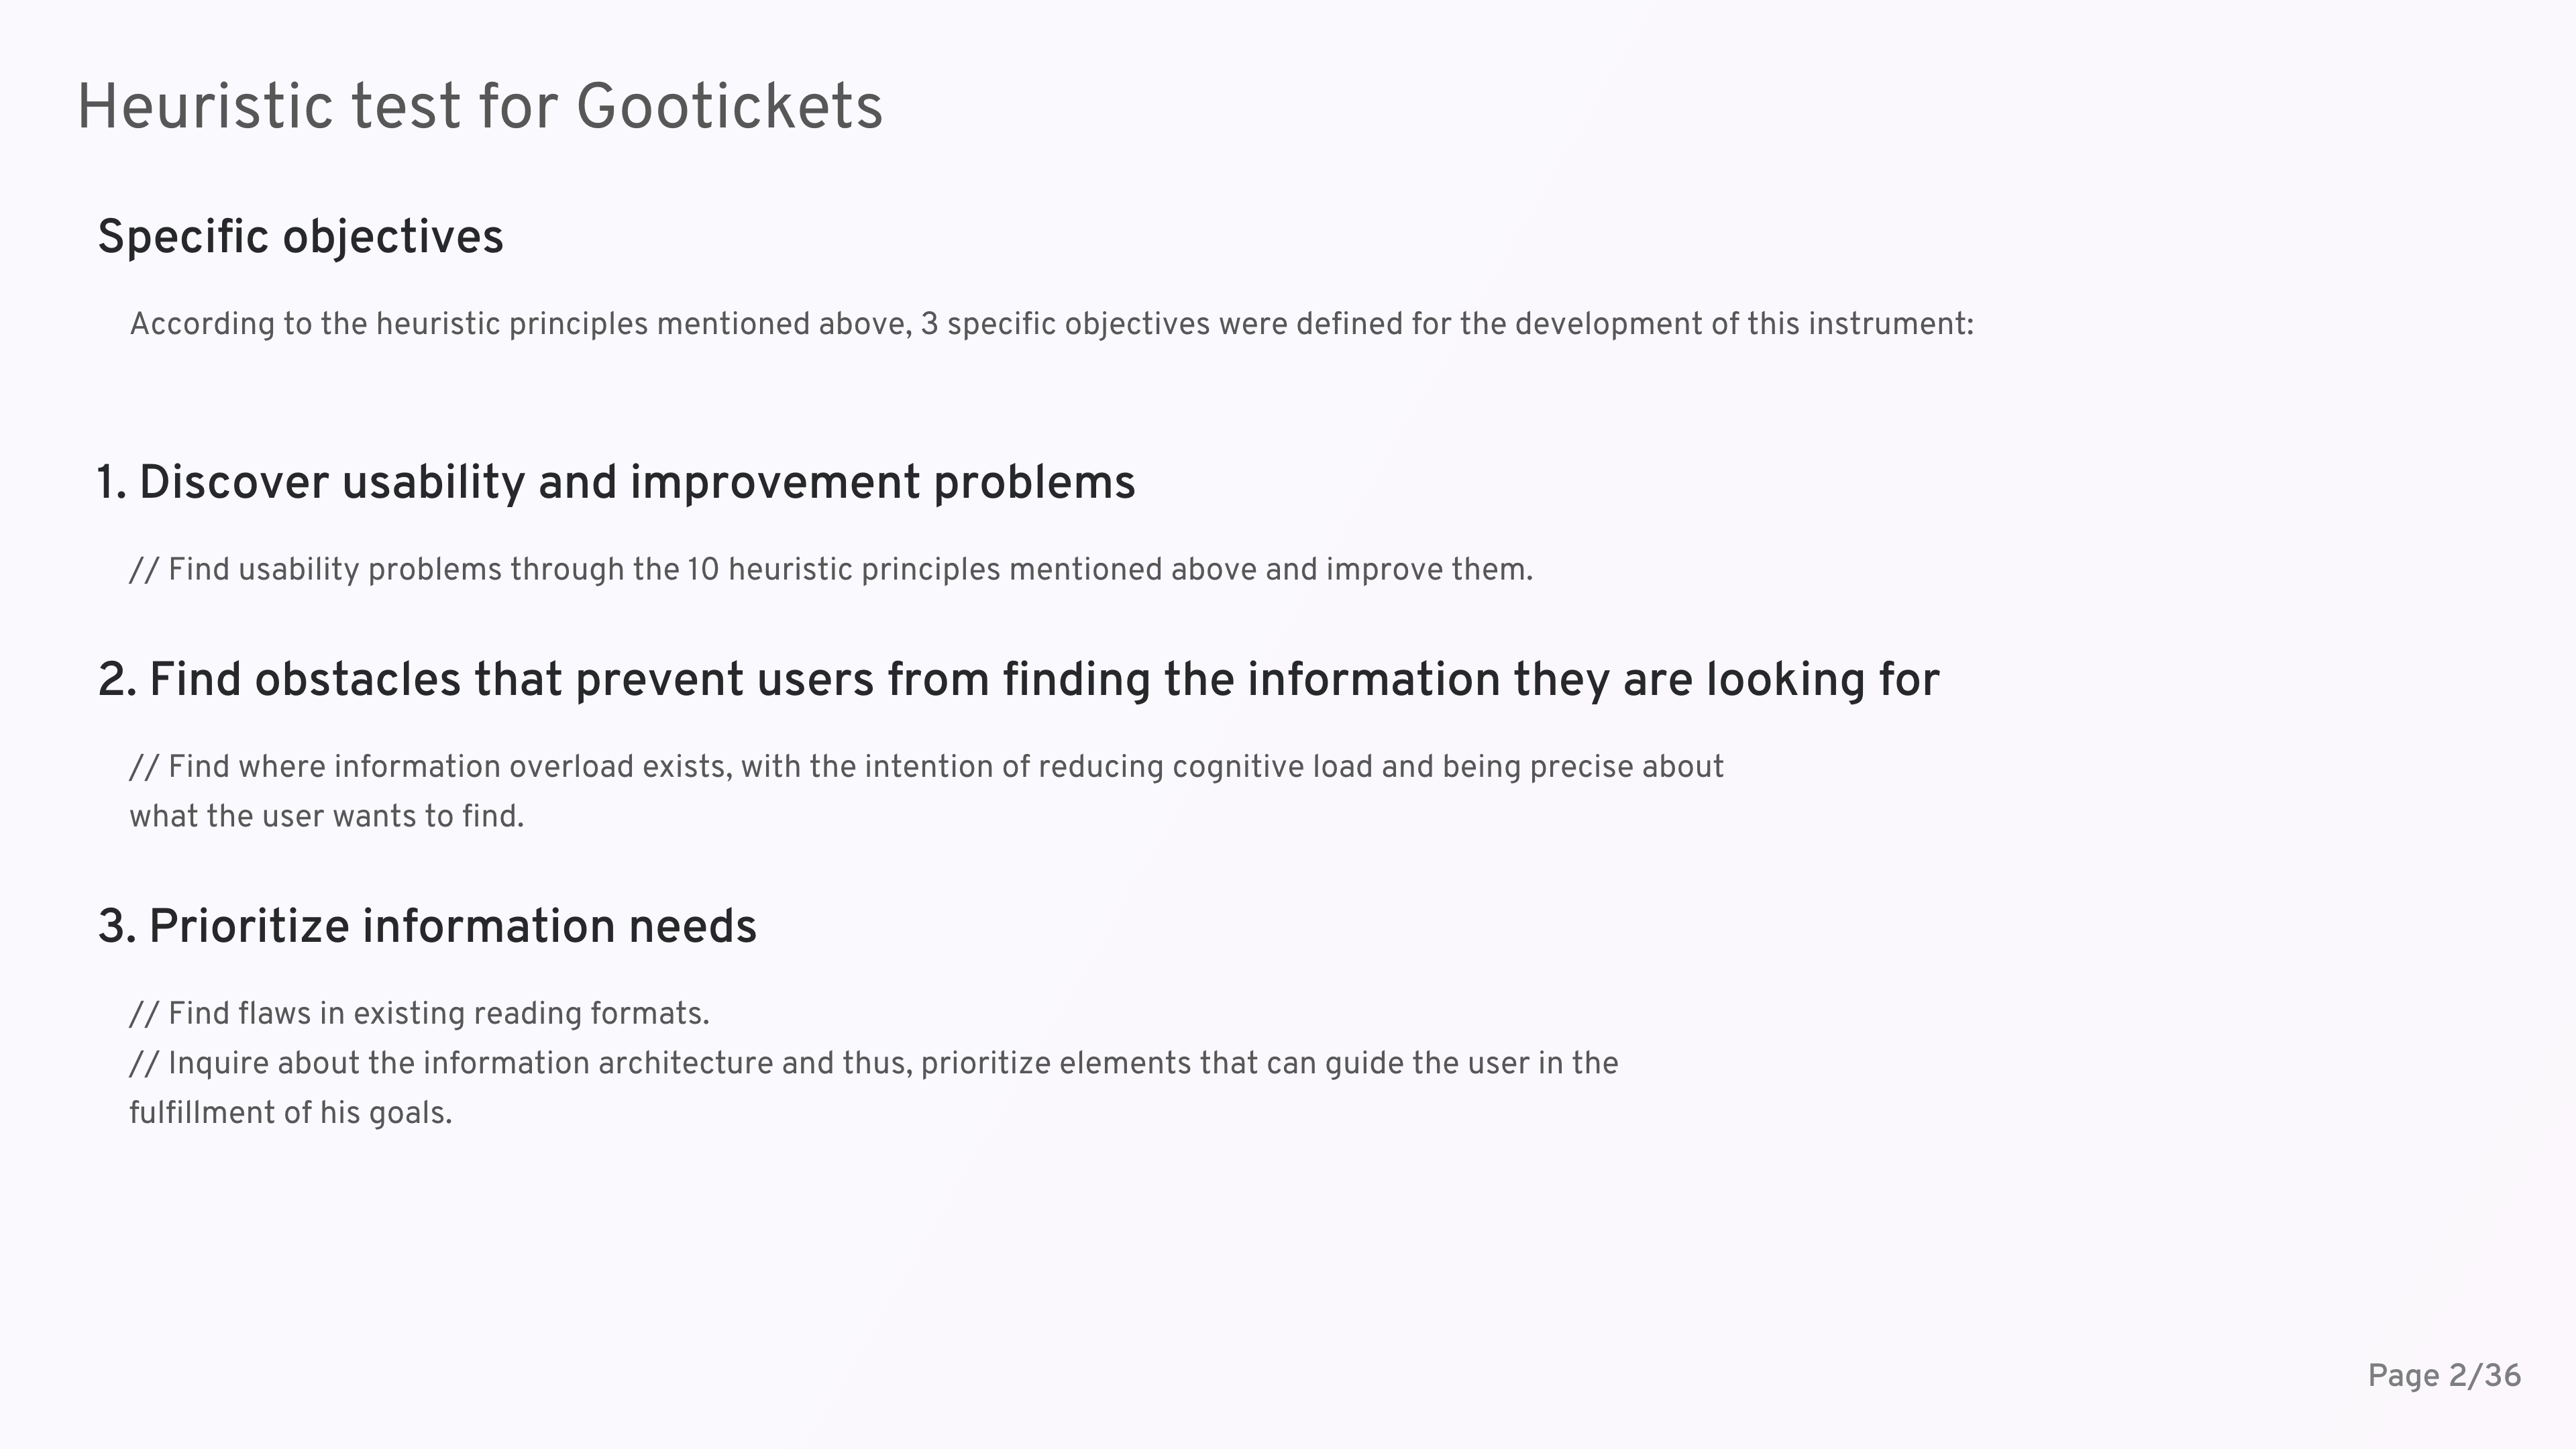 Heuristic test for Gootickets
Specific objectives
According to the heuristic principles mentioned above, 3 specific objectives were defined for the development of this instrument:
1. Discover usability and improvement problems
// Find usability problems through the 10 heuristic principles mentioned above and improve them.
2. Find obstacles that prevent users from finding the information they are looking for
// Find where information overload exists, with the intention of reducing cognitive load and being precise about
what the user wants to find.
3. Prioritize information needs
// Find flaws in existing reading formats.
// Inquire about the information architecture and thus, prioritize elements that can guide the user in the
fulfillment of his goals.
Page 2/36